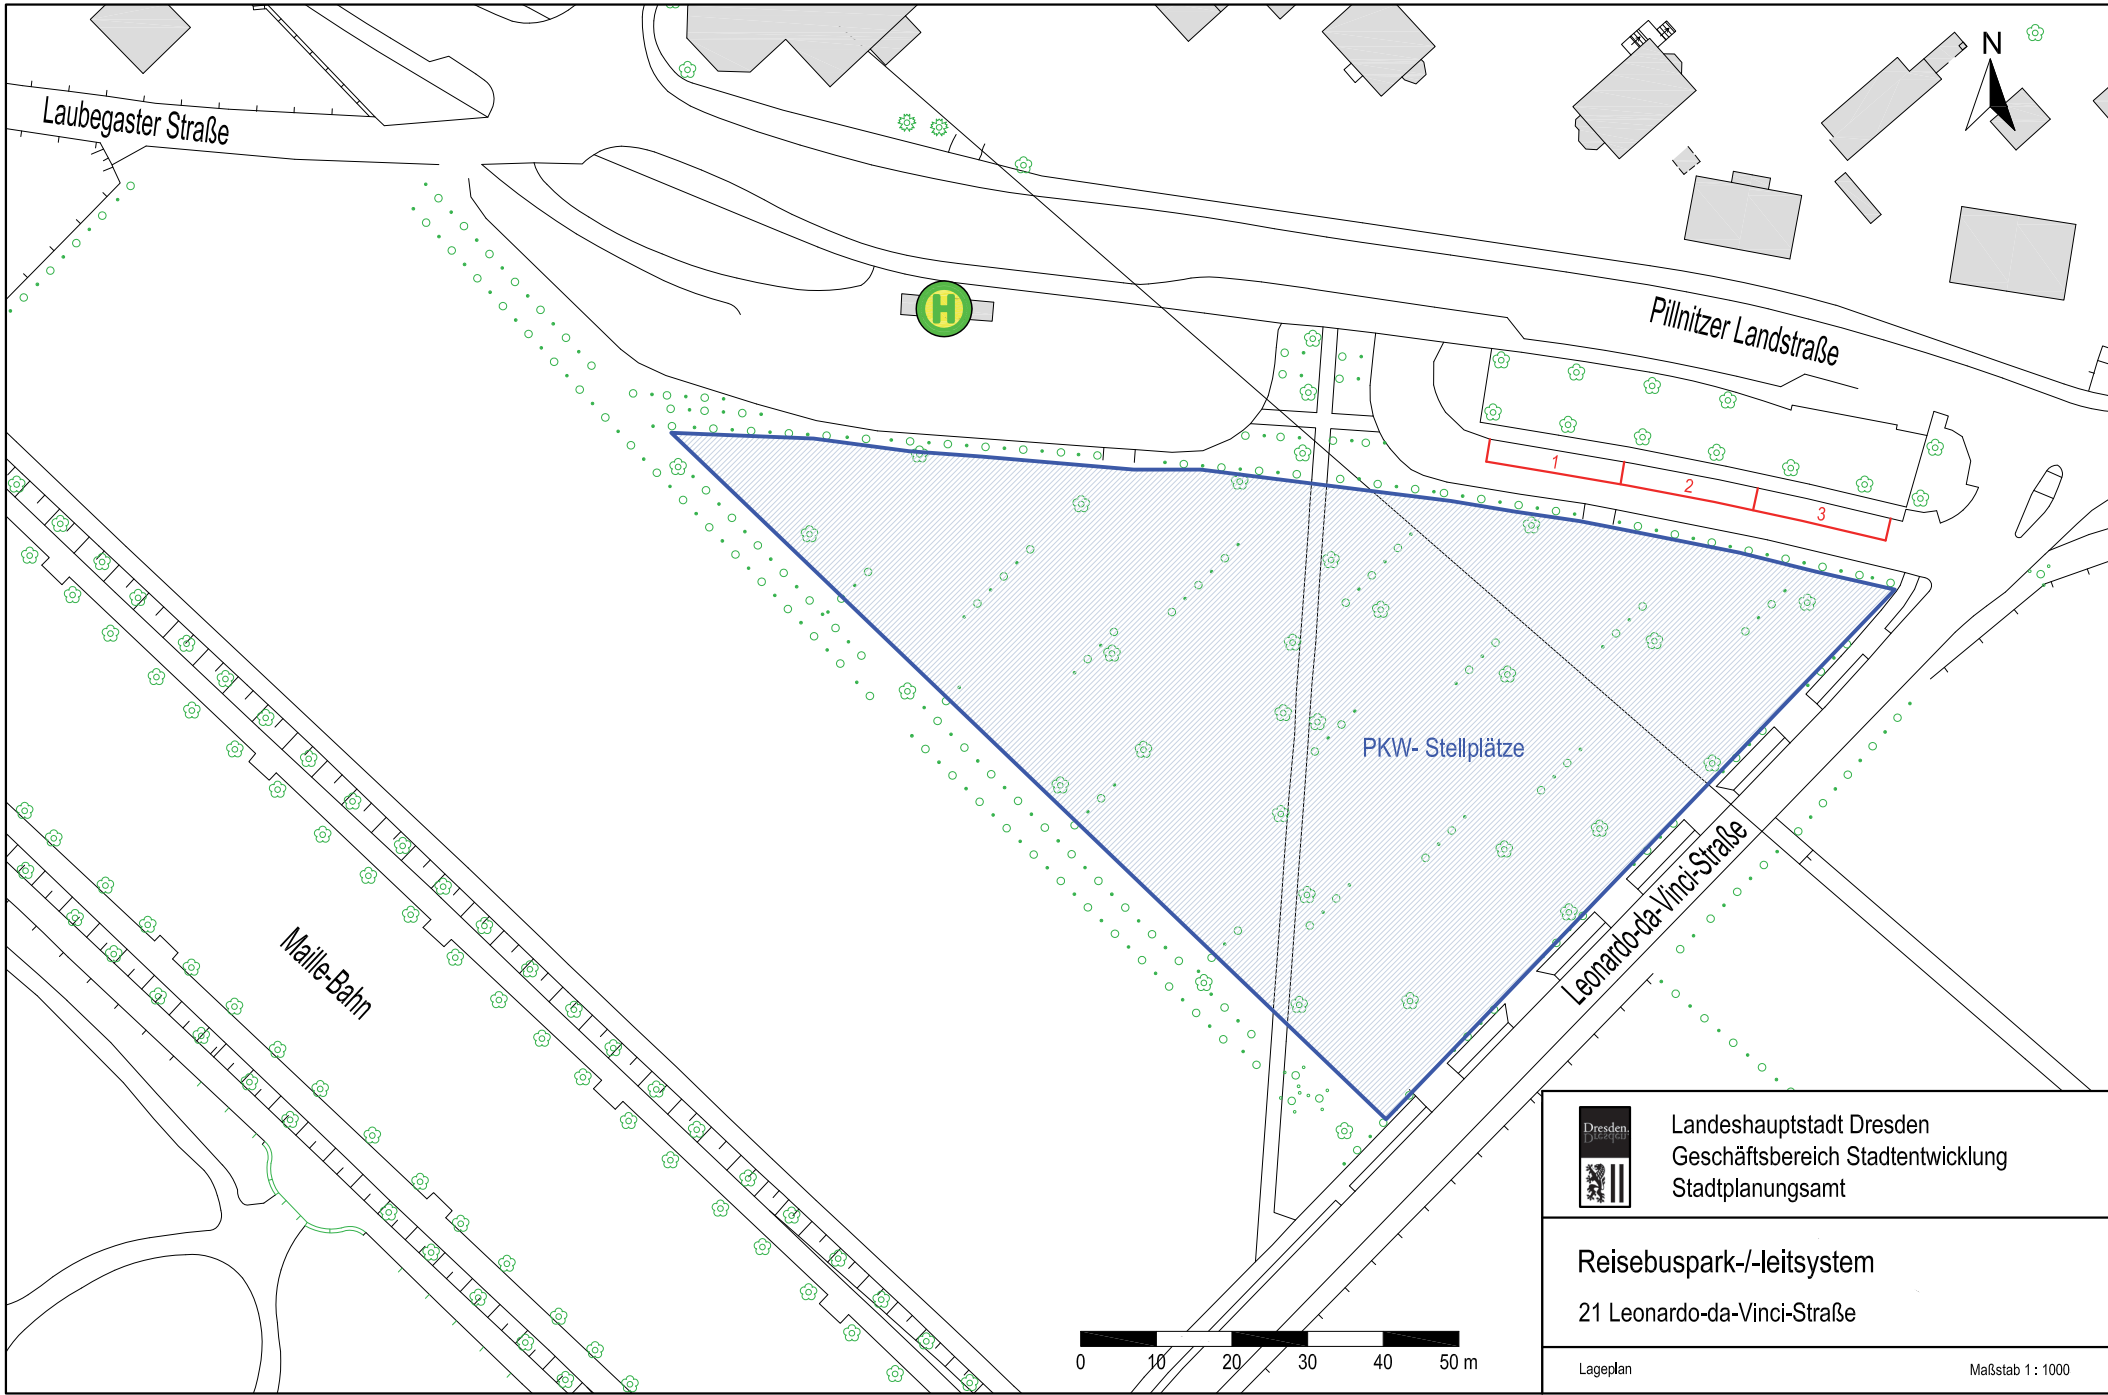 N
Laubegaster Straße
H
Pillnitzer Landstraße
1
2
3
PKW- Stellplätze
Leonardo-da-Vinci-Straße
Maille-Bahn
0 10 20 30 40 50 m
Dresden.
Landeshauptstadt Dresden
Geschäftsbereich Stadtentwicklung
Stadtplanungsamt
Reisebuspark-/-leitsystem
21 Leonardo-da-Vinci-Straße
Lageplan
Maßstab 1 : 1000